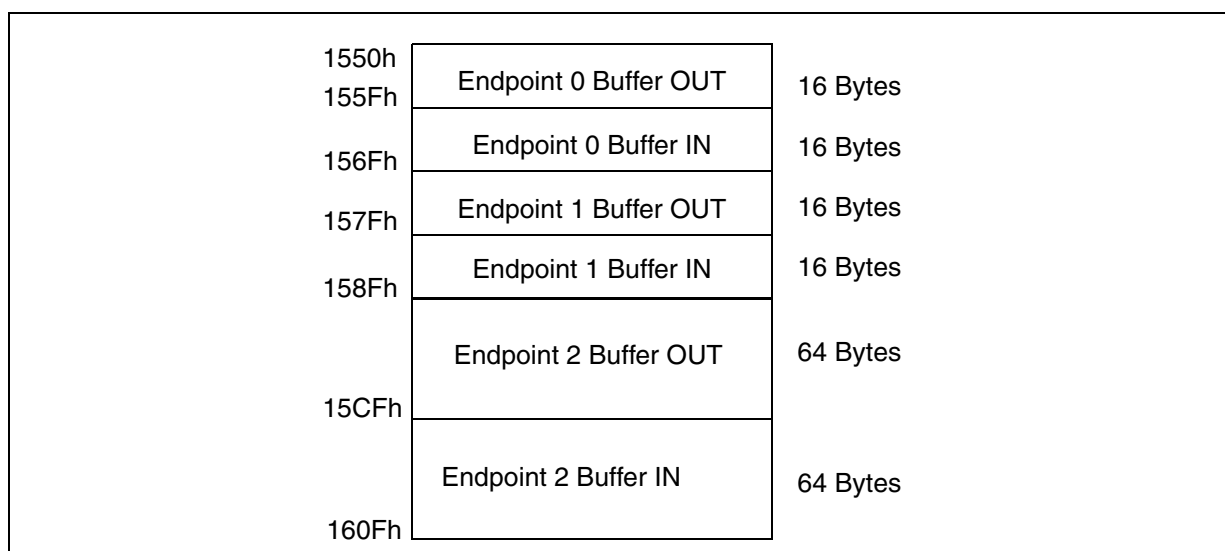 1550h
Endpoint 0 Buffer OUT
16 Bytes
155Fh
Endpoint 0 Buffer IN
16 Bytes
156Fh
Endpoint 1 Buffer OUT
16 Bytes
157Fh
Endpoint 1 Buffer IN
16 Bytes
158Fh
Endpoint 2 Buffer OUT
64 Bytes
15CFh
Endpoint 2 Buffer IN
64 Bytes
160Fh